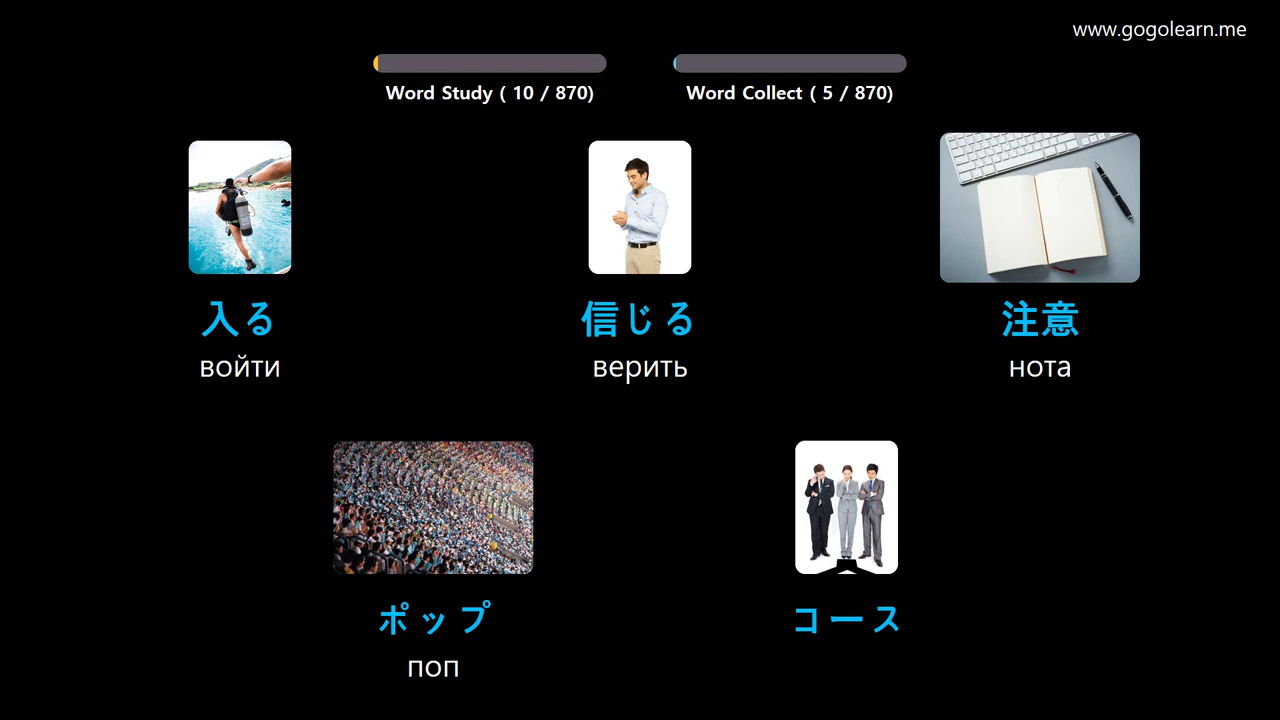 www.gogolearn.me
Word Study ( 10 / 870)
Word Collect ( 5 / 870)
入る
войти
信じる
верить
注意
нота
ポップ
поп
コース